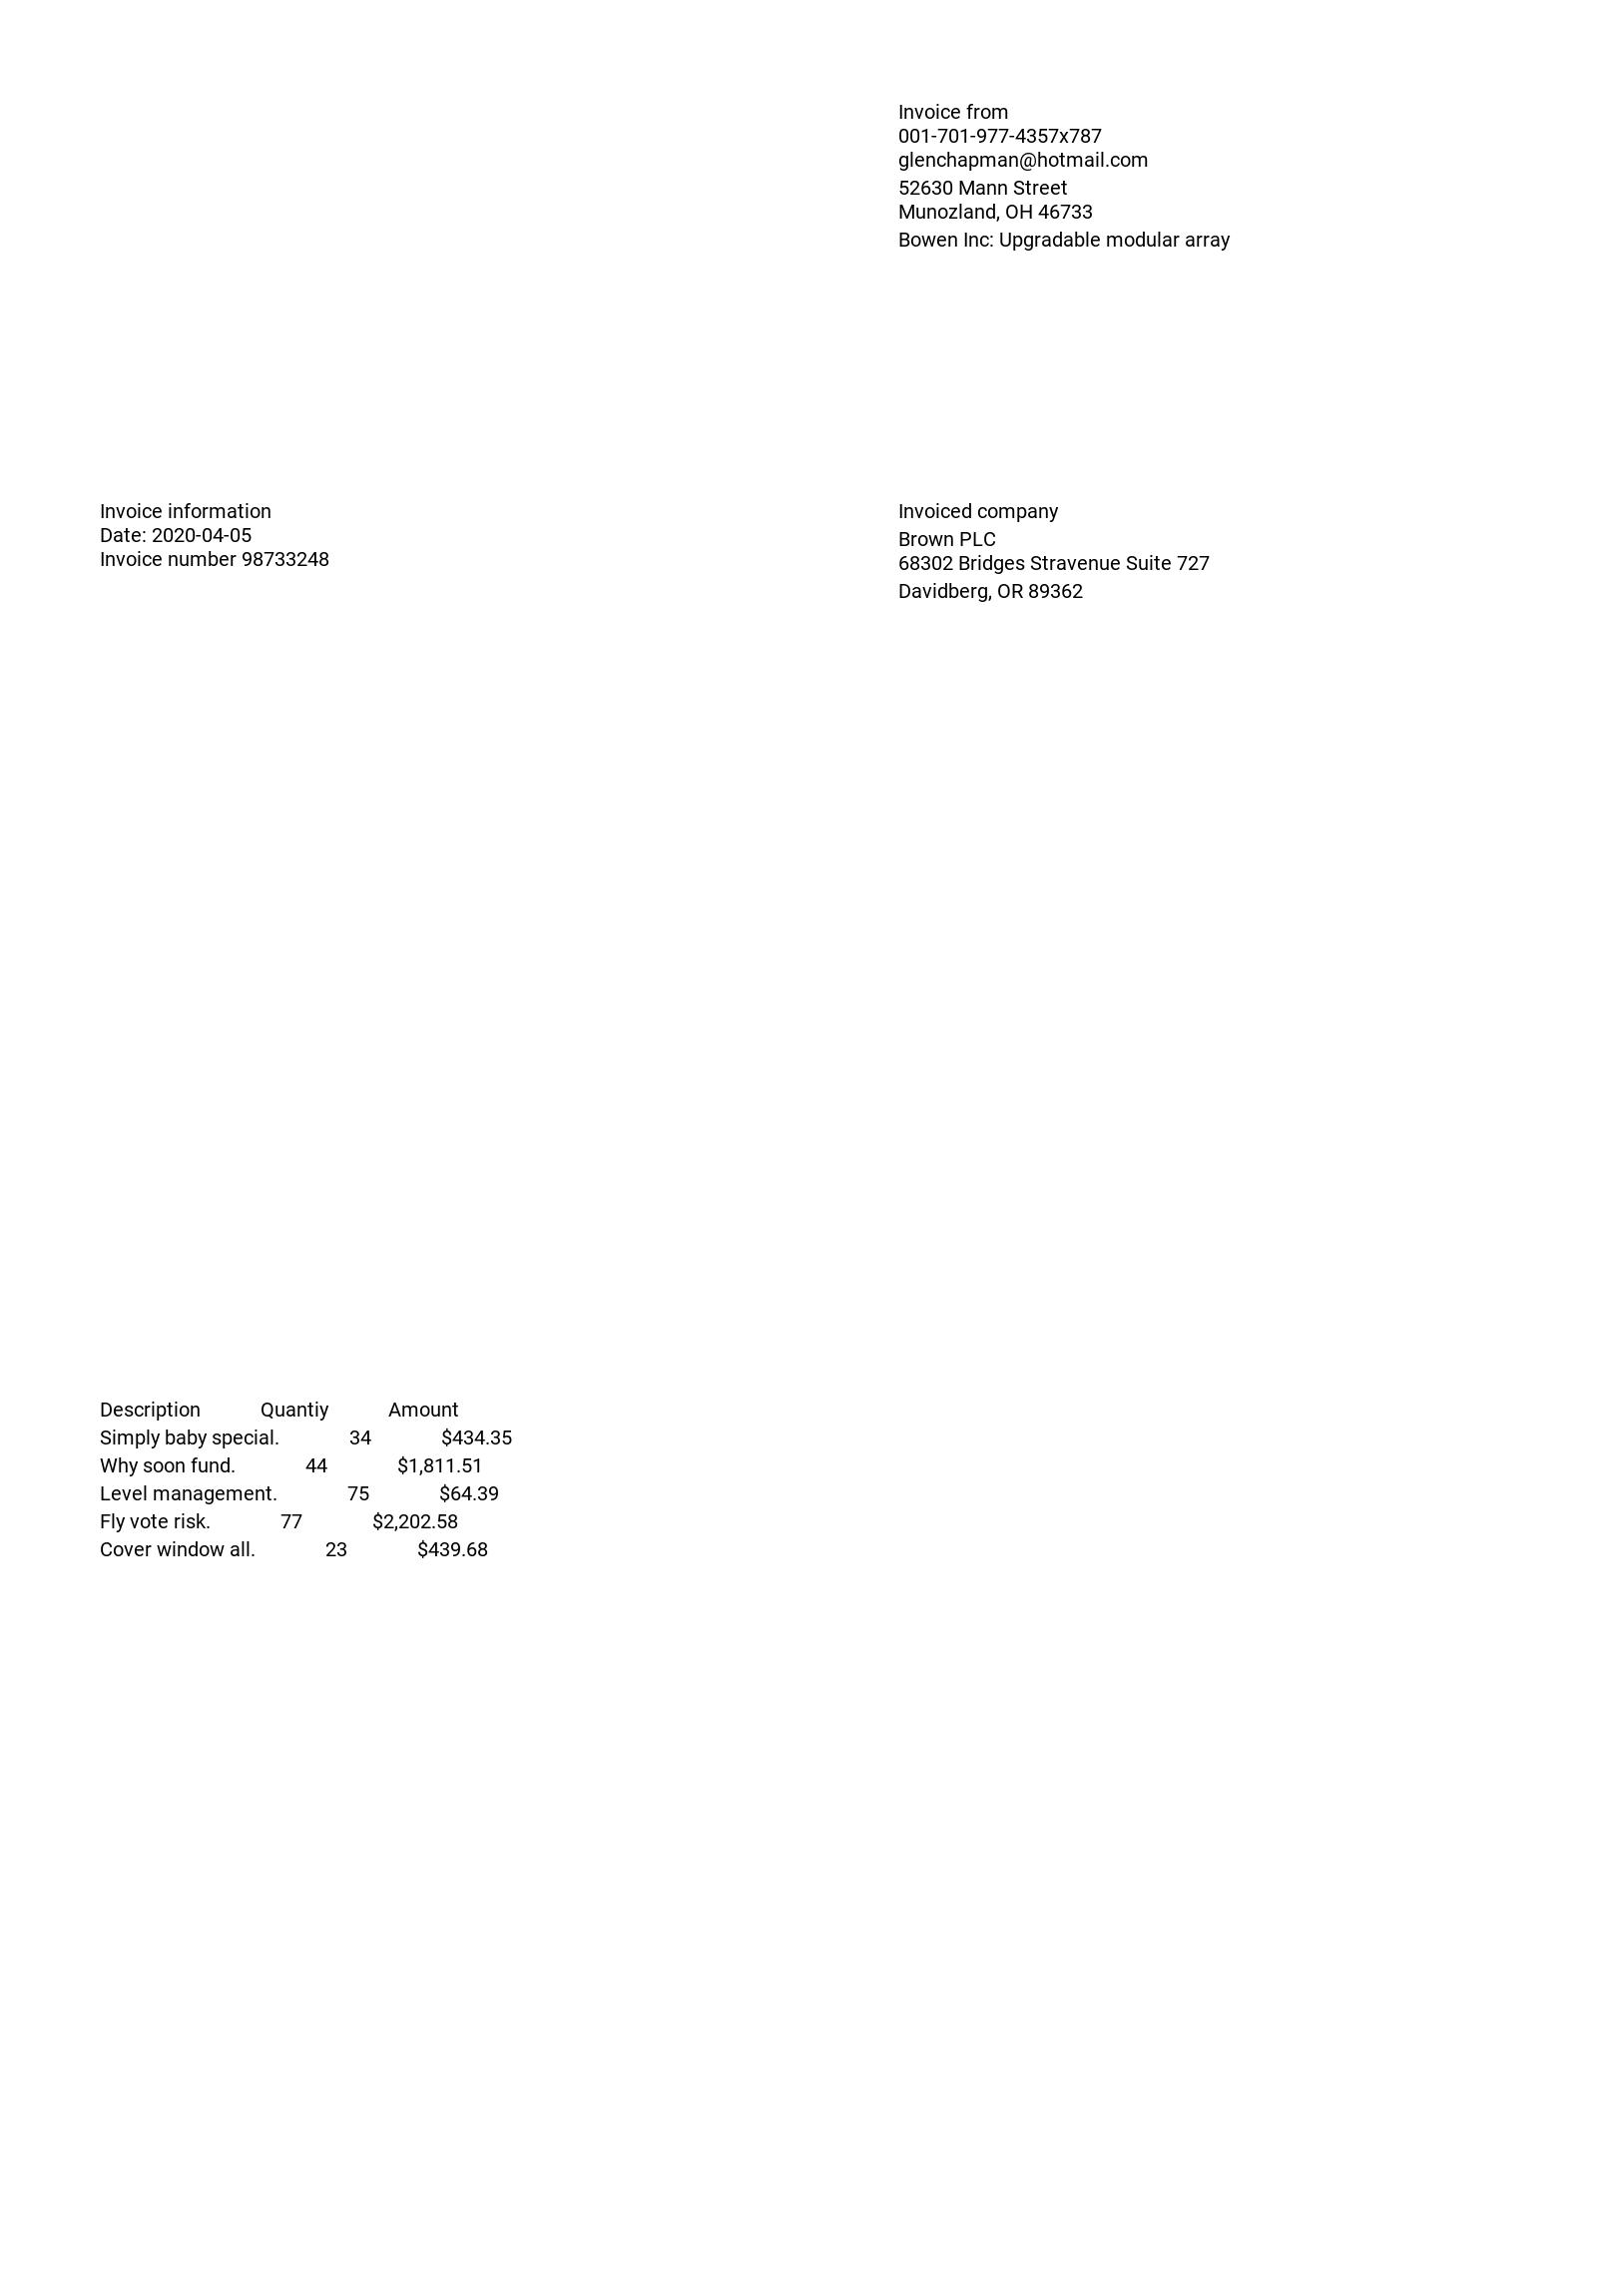 Invoice from
001-701-977-4357x787
glenchapman@hotmail.com
52630 Mann Street
Munozland, OH 46733
Bowen Inc: Upgradable modular array
Invoice information
Date: 2020-04-05
Invoice number 98733248
Invoiced company
Brown PLC
68302 Bridges Stravenue Suite 727
Davidberg, OR 89362
Description Quantiy Amount
Simply baby special. 34 $434.35
Why soon fund. 44 $1,811.51
Level management. 75 $64.39
Fly vote risk. 77 $2,202.58
Cover window all. 23 $439.68